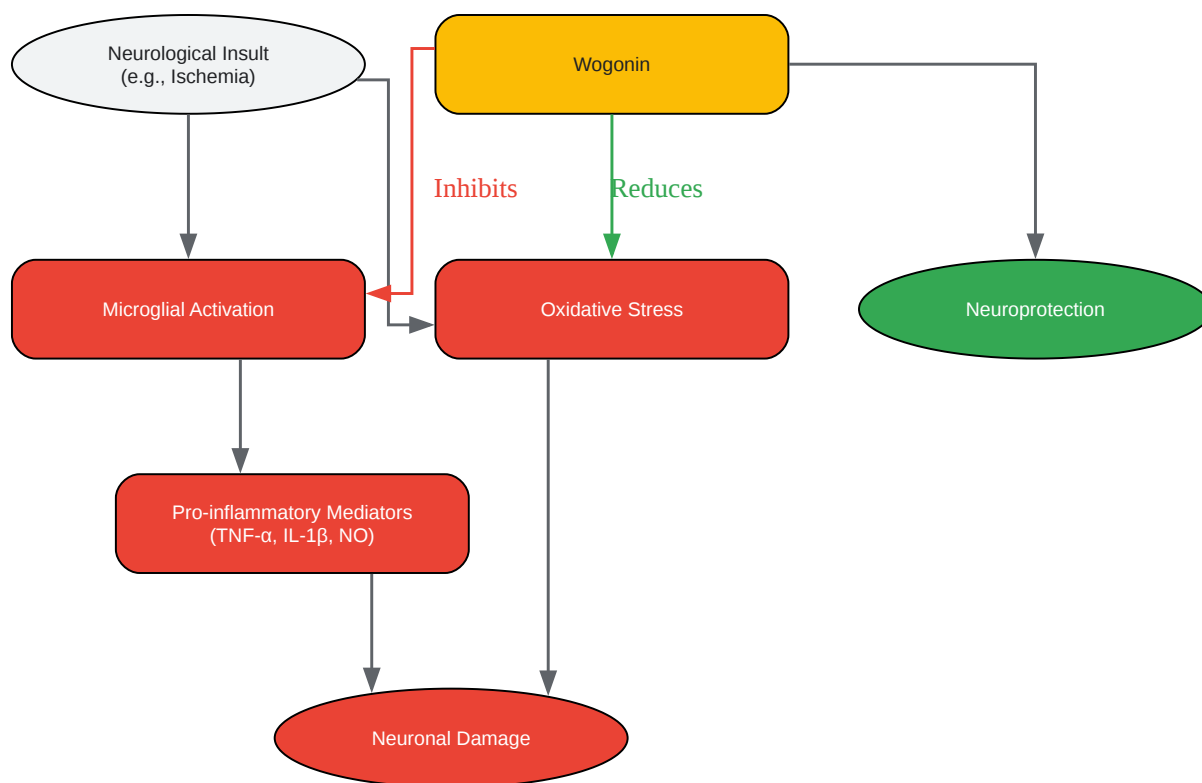 Neurological Insult
(e.g., Ischemia)
Wogonin
Inhibits
Reduces
Microglial Activation
Oxidative Stress
Neuroprotection
Pro-inflammatory Mediators
(TNF-α, IL-1β, NO)
Neuronal Damage